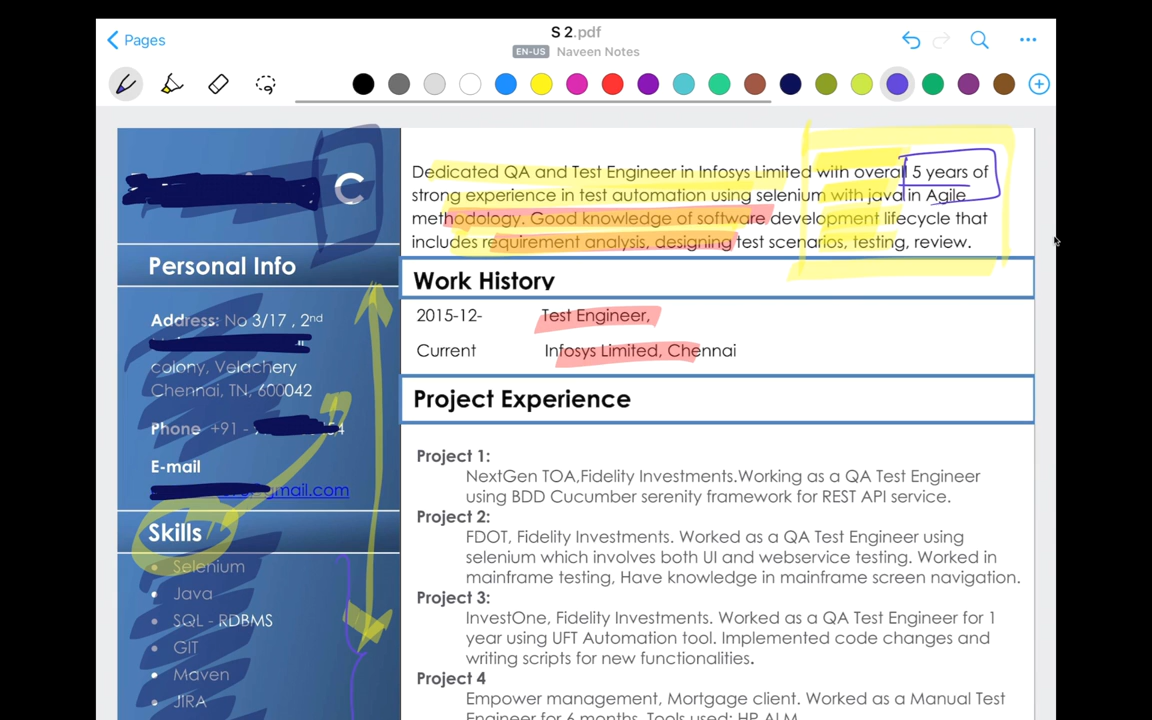 Pages
S 2.pdf
EN-US Naveen Notes
C
Personal Info
Address: No 3/17 , 2nd
colony, Velachery
Chennai, TN, 600042
Phone +91 -
E-mail
gmail.com
Skills
Selenium
Java
SQL - RDBMS
GIT
Maven
JIRA
Dedicated QA and Test Engineer in Infosys Limited with overall 5 years of
strong experience in test automation using selenium with java in Agile
methodology. Good knowledge of software development lifecycle that
includes requirement analysis, designing test scenarios, testing, review.
Work History
2015-12- Test Engineer,
Current Infosys Limited, Chennai
Project Experience
Project 1:
NextGen TOA,Fidelity Investments.Working as a QA Test Engineer
using BDD Cucumber serenity framework for REST API service.
Project 2:
FDOT, Fidelity Investments. Worked as a QA Test Engineer using
selenium which involves both UI and webservice testing. Worked in
mainframe testing, Have knowledge in mainframe screen navigation.
Project 3:
InvestOne, Fidelity Investments. Worked as a QA Test Engineer for 1
year using UFT Automation tool. Implemented code changes and
writing scripts for new functionalities.
Project 4
Empower management, Mortgage client. Worked as a Manual Test
Engineer for 6 months. Tools used: HP ALM